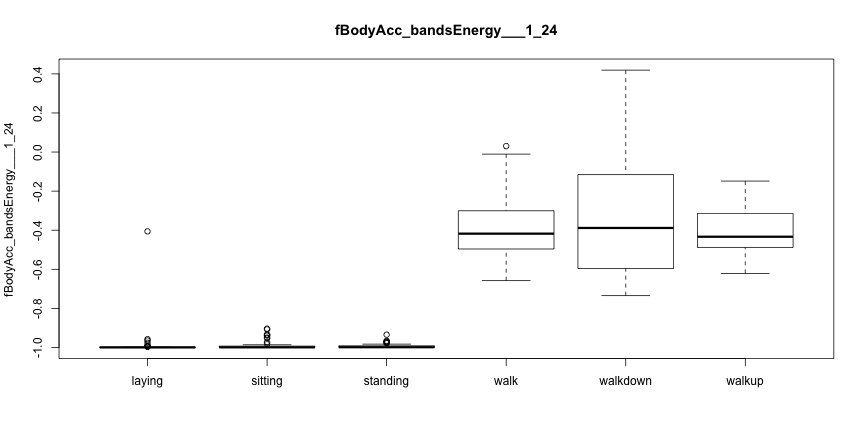 fBodyAcc_bandsEnergy___1_24
fBodyAcc_bandsEnergy___1_24
0.4
0.2
0.0
-0.2
-0.4
-0.6
-0.8
-1.0
laying sitting standing walk walkdown walkup